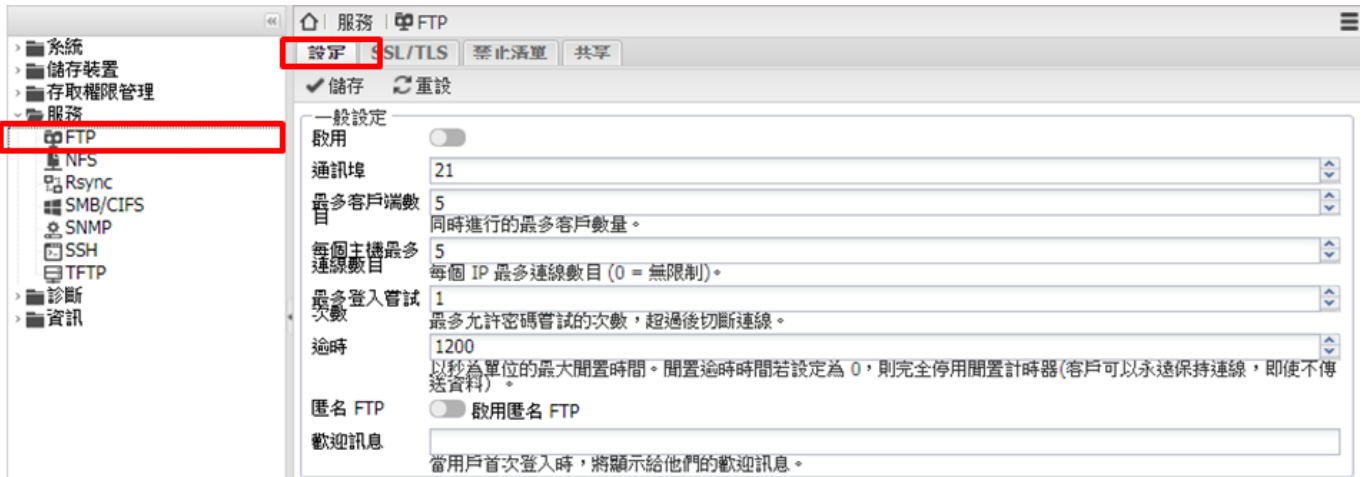 服務 FTP
系統
儲存裝置
存取權限管理
服務
FTP
NFS
Rsync
SMB/CIFS
SNMP
SSH
TFTP
診斷
資訊
設定 SSL/TLS 禁止清單 共享
儲存 重設
一般設定
啟用
通訊埠 21
最多客戶端數
目
5
同時進行的最多客戶數量。
每個主機最多
連線數目
5
每個 IP 最多連線數目 (0 = 無限制)。
最多登入嘗試
次數
1
最多允許密碼嘗試的次數，超過後切斷連線。
逾時 1200
以秒為單位的最大閒置時間。閒置逾時時間若設定為 0，則完全停用閒置計時器(客戶可以永遠保持連線，即使不傳
送資料) 。
匿名 FTP 啟用匿名 FTP
歡迎訊息
當用戶首次登入時，將顯示給他們的歡迎訊息。